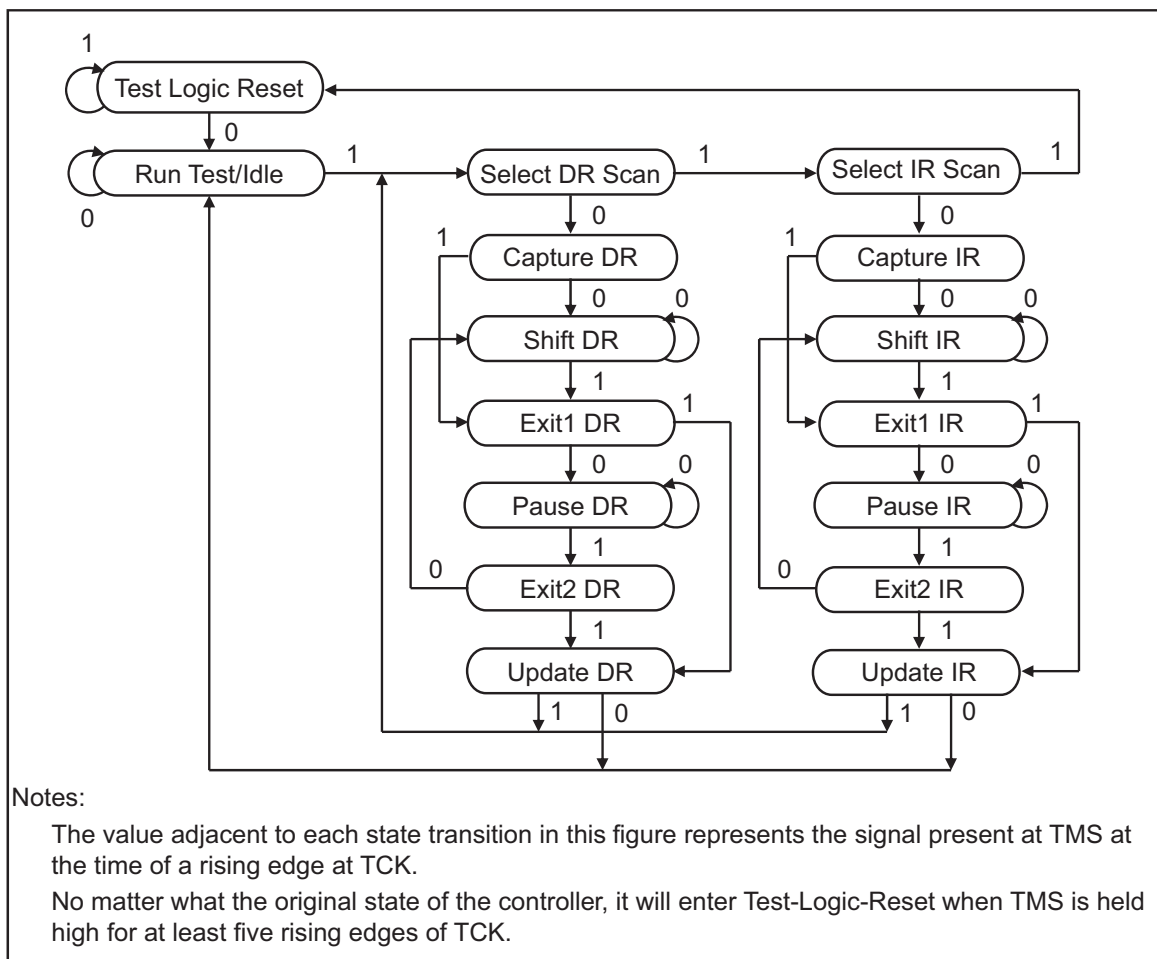 1
Test Logic Reset
0
Run Test/Idle
1
Select DR Scan
1
Select IR Scan
1
0
0
0
1
Capture DR
1
Capture IR
0
0
0
0
Shift DR
Shift IR
1
1
Exit1 DR
1
Exit1 IR
1
0
0
0
0
Pause DR
Pause IR
1
1
0
Exit2 DR
0
Exit2 IR
1
1
Update DR
Update IR
1
0
1
0
Notes:
The value adjacent to each state transition in this figure represents the signal present at TMS at
the time of a rising edge at TCK.
No matter what the original state of the controller, it will enter Test-Logic-Reset when TMS is held
high for at least five rising edges of TCK.